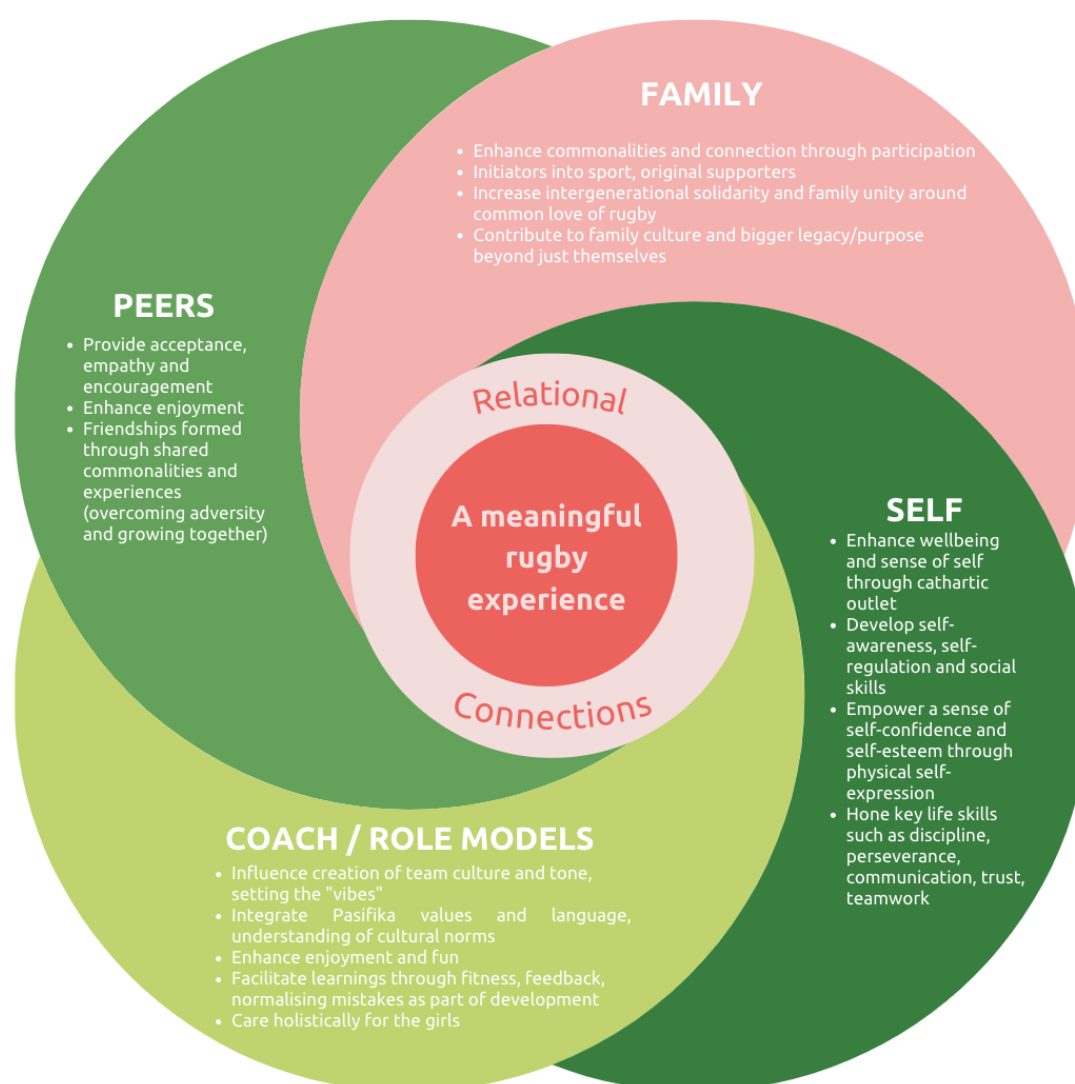 FAMILY
• Enhance commonalities and connection through participation
• Initiators into sport, original supporters
• Increase intergenerational solidarity and family unity around
common love of rugby
• Contribute to family culture and bigger legacy/purpose
beyond just themselves
PEERS
• Provide acceptance,
empathy and
encouragement
• Enhance enjoyment
• Friendships formed
through shared
commonalities and
experiences
(overcoming adversity
and growing together)
Relational
A meaningful
rugby
experience
Connections
SELF
• Enhance wellbeing
and sense of self
through cathartic
outlet
• Develop self-
awareness, self-
regulation and social
skills
• Empower a sense of
self-confidence and
self-esteem through
physical self-
expression
• Hone key life skills
such as discipline,
perseverance,
communication, trust,
teamwork
COACH / ROLE MODELS
• Influence creation of team culture and tone,
setting the "vibes"
• Integrate Pasifika values and language,
understanding of cultural norms
• Enhance enjoyment and fun
• Facilitate learnings through fitness, feedback,
normalising mistakes as part of development
• Care holistically for the girls